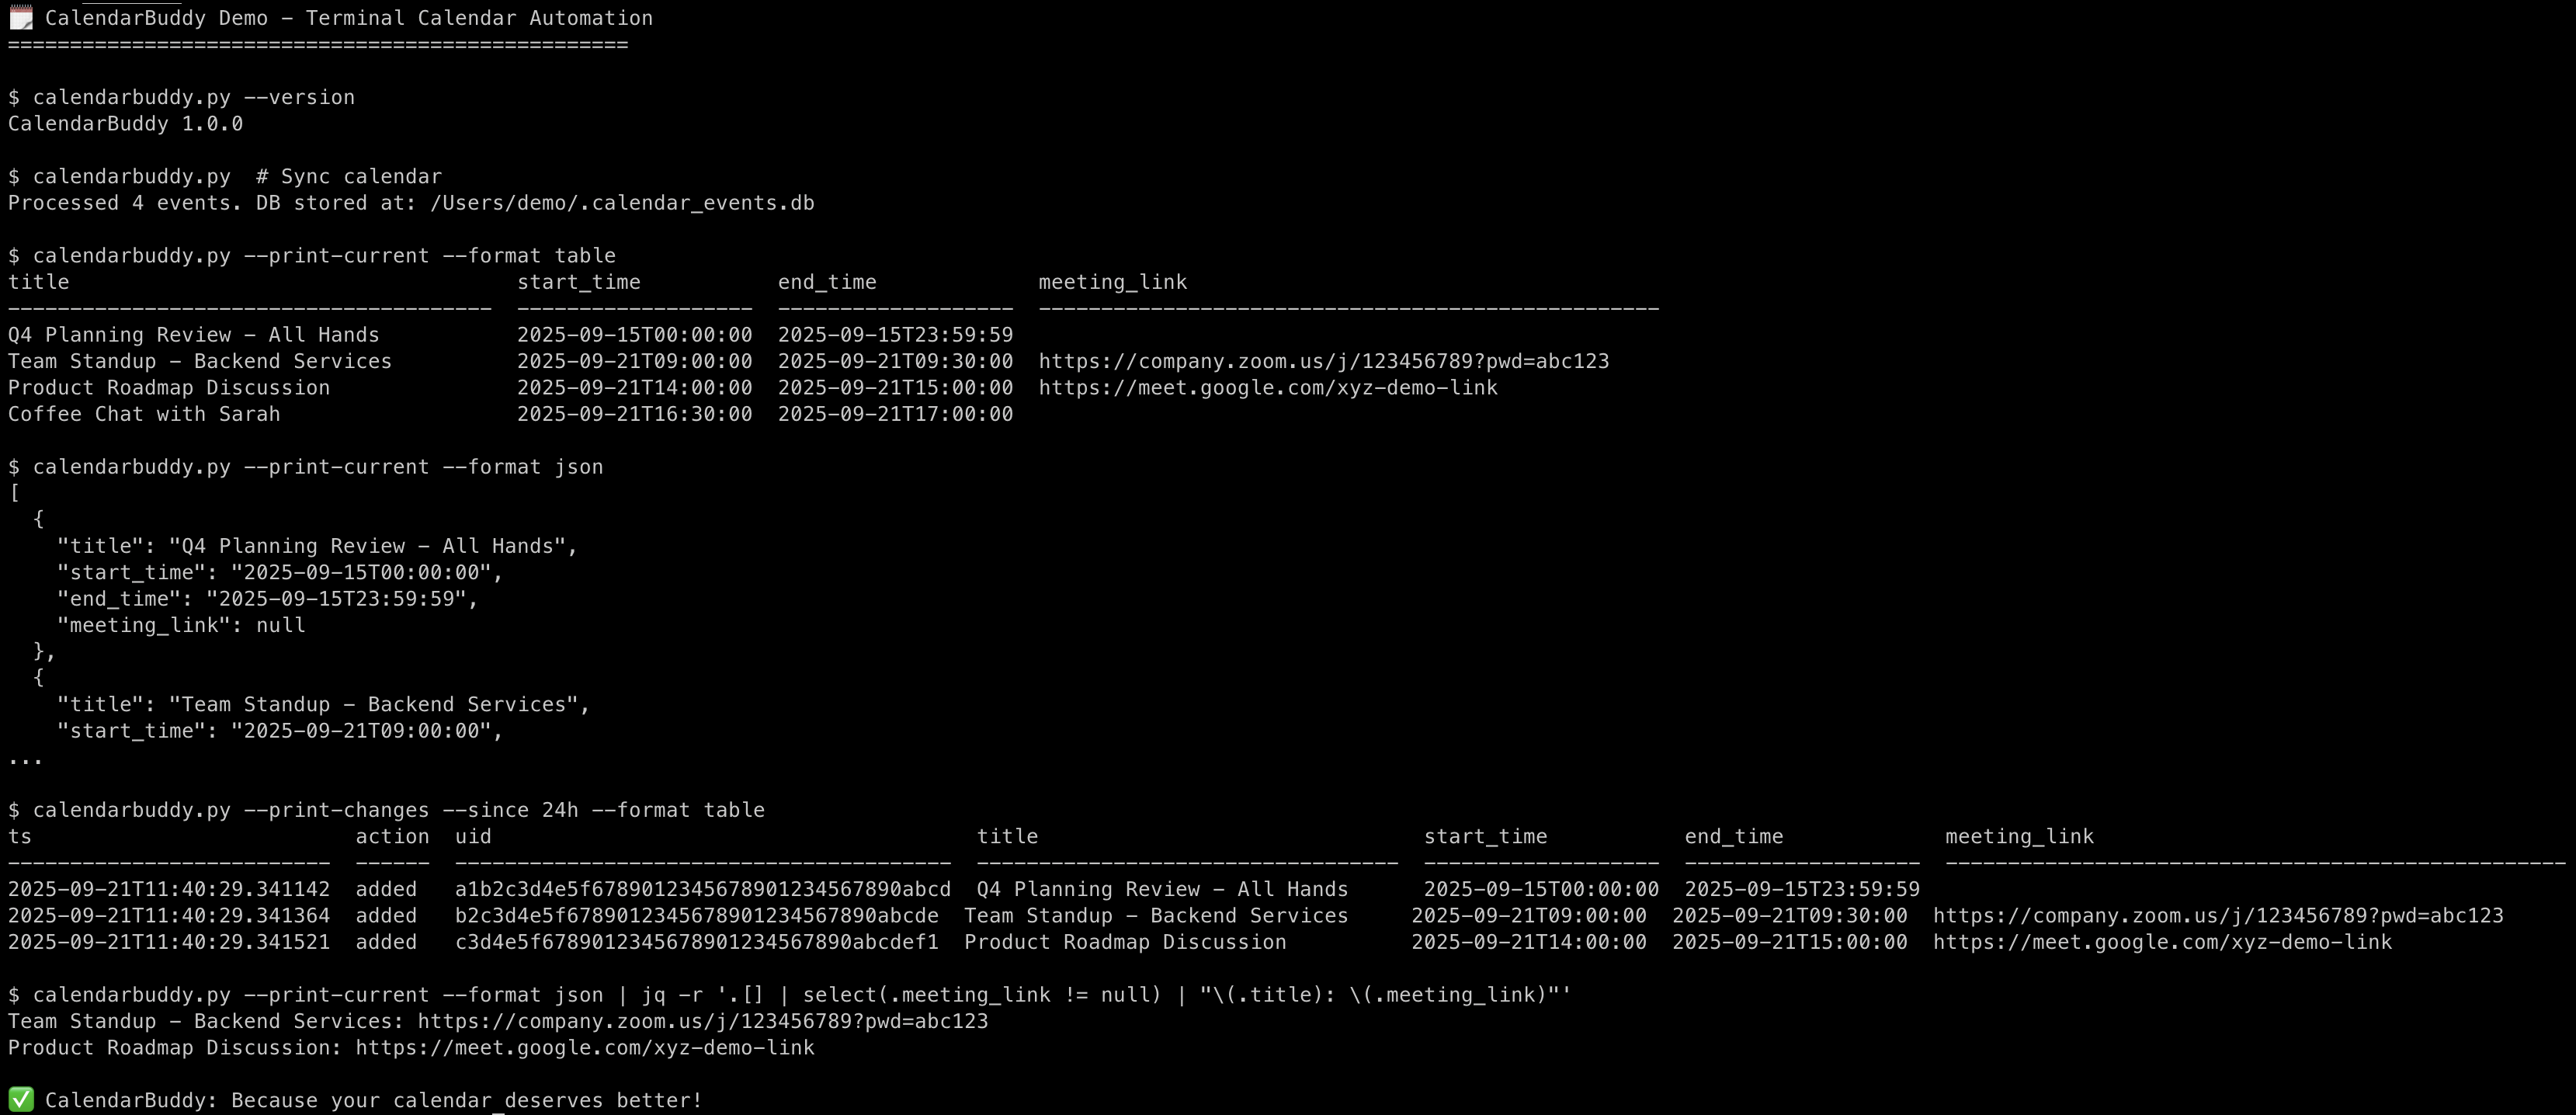 🗓️ CalendarBuddy Demo - Terminal Calendar Automation
==================================================

$ calendarbuddy.py --version
CalendarBuddy 1.0.0

$ calendarbuddy.py  # Sync calendar
Processed 4 events. DB stored at: /Users/demo/.calendar_events.db

$ calendarbuddy.py --print-current --format table
title                                    start_time           end_time             meeting_link
---------------------------------------  -------------------  -------------------  --------------------------------------------------
Q4 Planning Review - All Hands           2025-09-15T00:00:00  2025-09-15T23:59:59
Team Standup - Backend Services          2025-09-21T09:00:00  2025-09-21T09:30:00  https://company.zoom.us/j/123456789?pwd=abc123
Product Roadmap Discussion               2025-09-21T14:00:00  2025-09-21T15:00:00  https://meet.google.com/xyz-demo-link
Coffee Chat with Sarah                   2025-09-21T16:30:00  2025-09-21T17:00:00

$ calendarbuddy.py --print-current --format json
[
  {
    "title": "Q4 Planning Review - All Hands",
    "start_time": "2025-09-15T00:00:00",
    "end_time": "2025-09-15T23:59:59",
    "meeting_link": null
  },
  {
    "title": "Team Standup - Backend Services",
    "start_time": "2025-09-21T09:00:00",
...

$ calendarbuddy.py --print-changes --since 24h --format table
ts                          action  uid                                       title                               start_time           end_time             meeting_link
--------------------------  ------  ----------------------------------------  ----------------------------------  -------------------  -------------------  --------------------------------------------------
2025-09-21T11:40:29.341142  added   a1b2c3d4e5f6789012345678901234567890abcd  Q4 Planning Review - All Hands      2025-09-15T00:00:00  2025-09-15T23:59:59
2025-09-21T11:40:29.341364  added   b2c3d4e5f6789012345678901234567890abcde  Team Standup - Backend Services     2025-09-21T09:00:00  2025-09-21T09:30:00  https://company.zoom.us/j/123456789?pwd=abc123
2025-09-21T11:40:29.341521  added   c3d4e5f6789012345678901234567890abcdef1  Product Roadmap Discussion          2025-09-21T14:00:00  2025-09-21T15:00:00  https://meet.google.com/xyz-demo-link

$ calendarbuddy.py --print-current --format json | jq -r '.[] | select(.meeting_link != null) | "\(.title): \(.meeting_link)"'
Team Standup - Backend Services: https://company.zoom.us/j/123456789?pwd=abc123
Product Roadmap Discussion: https://meet.google.com/xyz-demo-link

✅ CalendarBuddy: Because your calendar deserves better!